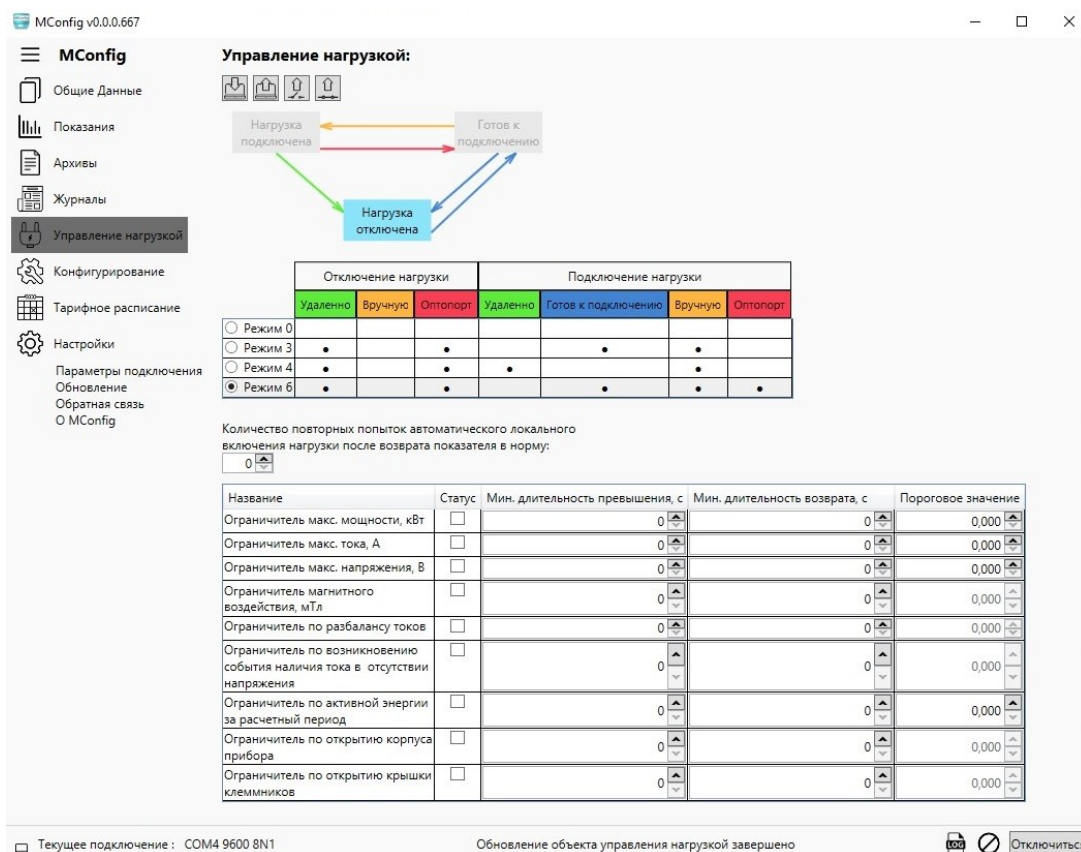 MConfig v0.0.0.667
MConfig
Общие Данные
Показания
Архивы
Журналы
Управление нагрузкой
Конфигурирование
Тарифное расписание
Настройки
Параметры подключения
Обновление
Обратная связь
О MConfig
Управление нагрузкой:
Нагрузка
подключена
Готов к
подключению
Нагрузка
отключена
Отключение нагрузки Подключение нагрузки
Удаленно Вручную Оптопорт Удаленно Готов к подключению Вручную Оптопорт
Режим 0
Режим 3 • • • •
Режим 4 • • • •
Режим 6 • • • • •
Количество повторных попыток автоматического локального
включения нагрузки после возврата показателя в норму:
0
Название Статус Мин. длительность превышения, с Мин. длительность возврата, с Пороговое значение
Ограничитель макс. мощности, кВт 0 0 0,000
Ограничитель макс. тока, А 0 0 0,000
Ограничитель макс. напряжения, В 0 0 0,000
Ограничитель магнитного
воздействия, мТл 0 0 0,000
Ограничитель по разбалансу токов 0 0 0,000
Ограничитель по возникновению
события наличия тока в отсутствии
напряжения 0 0 0,000
Ограничитель по активной энергии
за расчетный период 0 0 0,000
Ограничитель по открытию корпуса
прибора 0 0 0,000
Ограничитель по открытию крышки
клеммников 0 0 0,000
Текущее подключение : COM4 9600 8N1 Обновление объекта управления нагрузкой завершено LOG Отключитьс